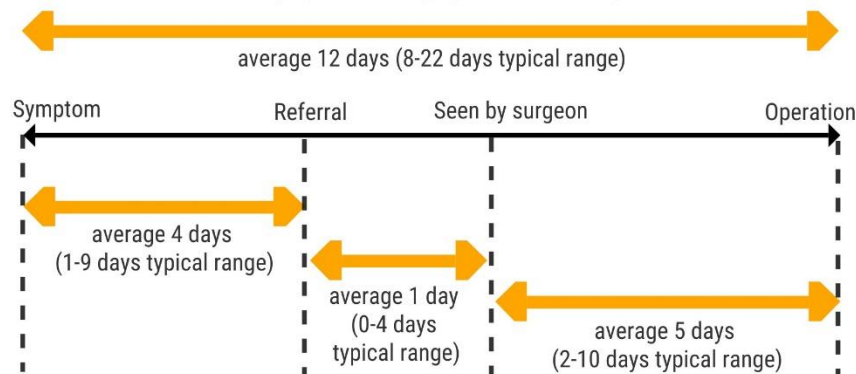 average 12 days (8-22 days typical range)
Symptom Referral Seen by surgeon Operation
average 4 days
(1-9 days typical range)
average 1 day
(0-4 days
typical range)
average 5 days
(2-10 days typical range)